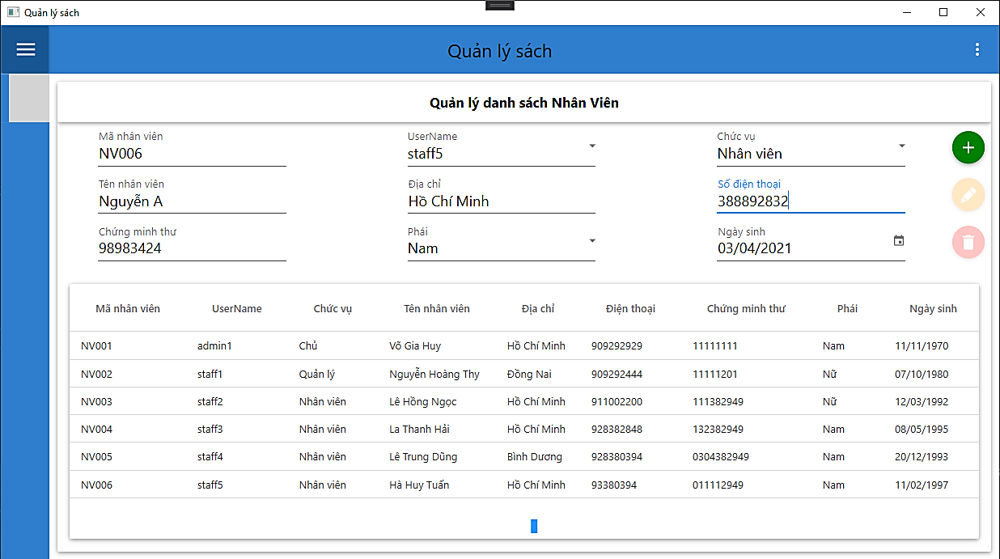 Quản lý sách
Quản lý sách
Quản lý danh sách Nhân Viên
Mã nhân viên UserName Chức vụ
NV006 staff5 Nhân viên
Tên nhân viên Địa chỉ Số điện thoại
Nguyễn A Hồ Chí Minh 388892832
Chứng minh thư Phái Ngày sinh
98983424 Nam 03/04/2021
Mã nhân viên UserName Chức vụ Tên nhân viên Địa chỉ Điện thoại Chứng minh thư Phái Ngày sinh
NV001 admin1 Chủ Võ Gia Huy Hồ Chí Minh 909292929 11111111 Nam 11/11/1970
NV002 staff1 Quản lý Nguyễn Hoàng Thy Đồng Nai 909292444 11111201 Nữ 07/10/1980
NV003 staff2 Nhân viên Lê Hồng Ngọc Hồ Chí Minh 911002200 111382949 Nữ 12/03/1992
NV004 staff3 Nhân viên La Thanh Hải Hồ Chí Minh 928382848 132382949 Nam 08/05/1995
NV005 staff4 Nhân viên Lê Trung Dũng Bình Dương 928380394 0304382949 Nam 20/12/1993
NV006 staff5 Nhân viên Hà Huy Tuấn Hồ Chí Minh 93380394 011112949 Nam 11/02/1997